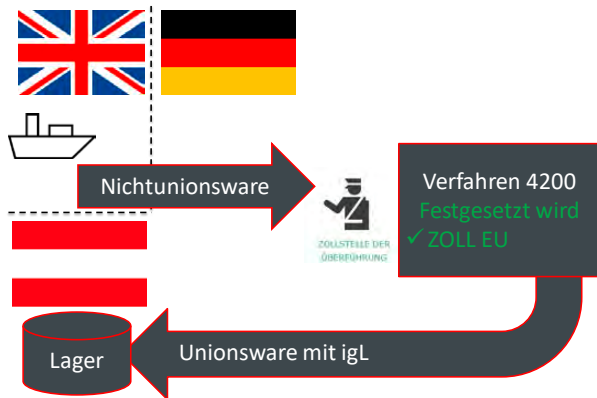 Nichtunionsware
ZOLLSTELLE DER
ÜBERFÜHRUNG
Verfahren 4200
Festgesetzt wird
✓ ZOLL EU
Unionsware mit igL
Lager